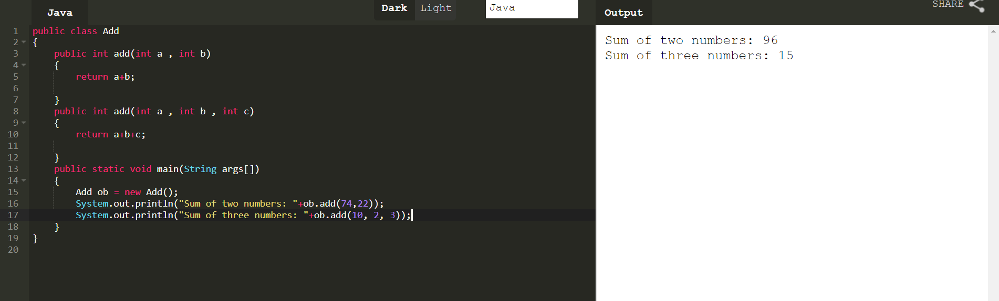 Java
Dark Light
Java
Output
SHARE
1 public class Add
2 {
3 public int add(int a , int b)
4 {
5 return a+b;
6
7 }
8 public int add(int a , int b , int c)
9 {
10 return a+b+c;
11
12 }
13 public static void main(String args[])
14 {
15 Add ob = new Add();
16 System.out.println("Sum of two numbers: "+ob.add(74,22));
17 System.out.println("Sum of three numbers: "+ob.add(10, 2, 3));
18 }
19 }
20
Sum of two numbers: 96
Sum of three numbers: 15